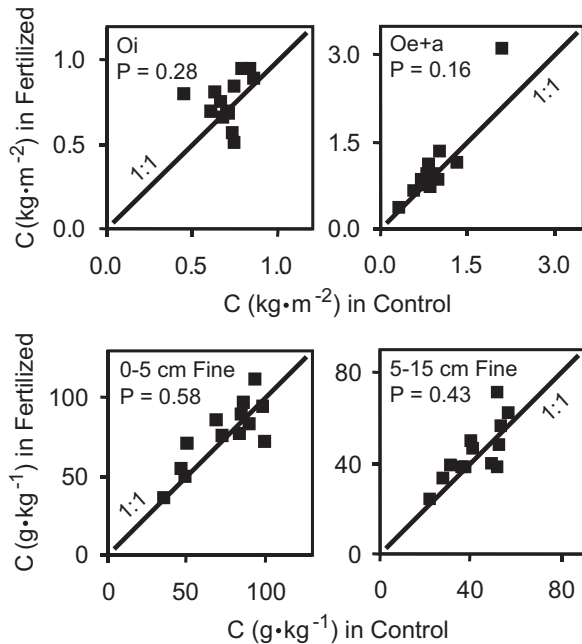 C (kg•m⁻²) in Fertilized
Oi
P = 0.28
1:1
1.0
0.5
0.0
0.0
0.5
1.0
Oe+a
P = 0.16
1:1
3.0
1.5
0.0
0.0
1.5
3.0
C (kg•m⁻²) in Control
C (g•kg⁻¹) in Fertilized
0-5 cm Fine
P = 0.58
1:1
100
50
0
0
50
100
5-15 cm Fine
P = 0.43
1:1
80
40
0
0
40
80
C (g•kg⁻¹) in Control